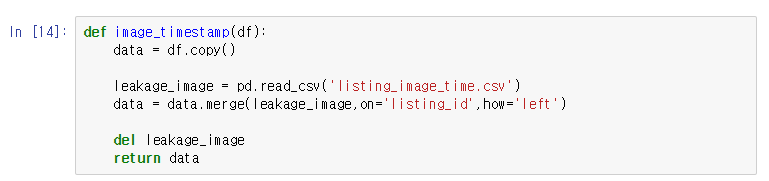 In [14]: def image_timestamp(df):
    data = df.copy()

    leakage_image = pd.read_csv('listing_image_time.csv')
    data = data.merge(leakage_image,on='listing_id',how='left')

    del leakage_image
    return data